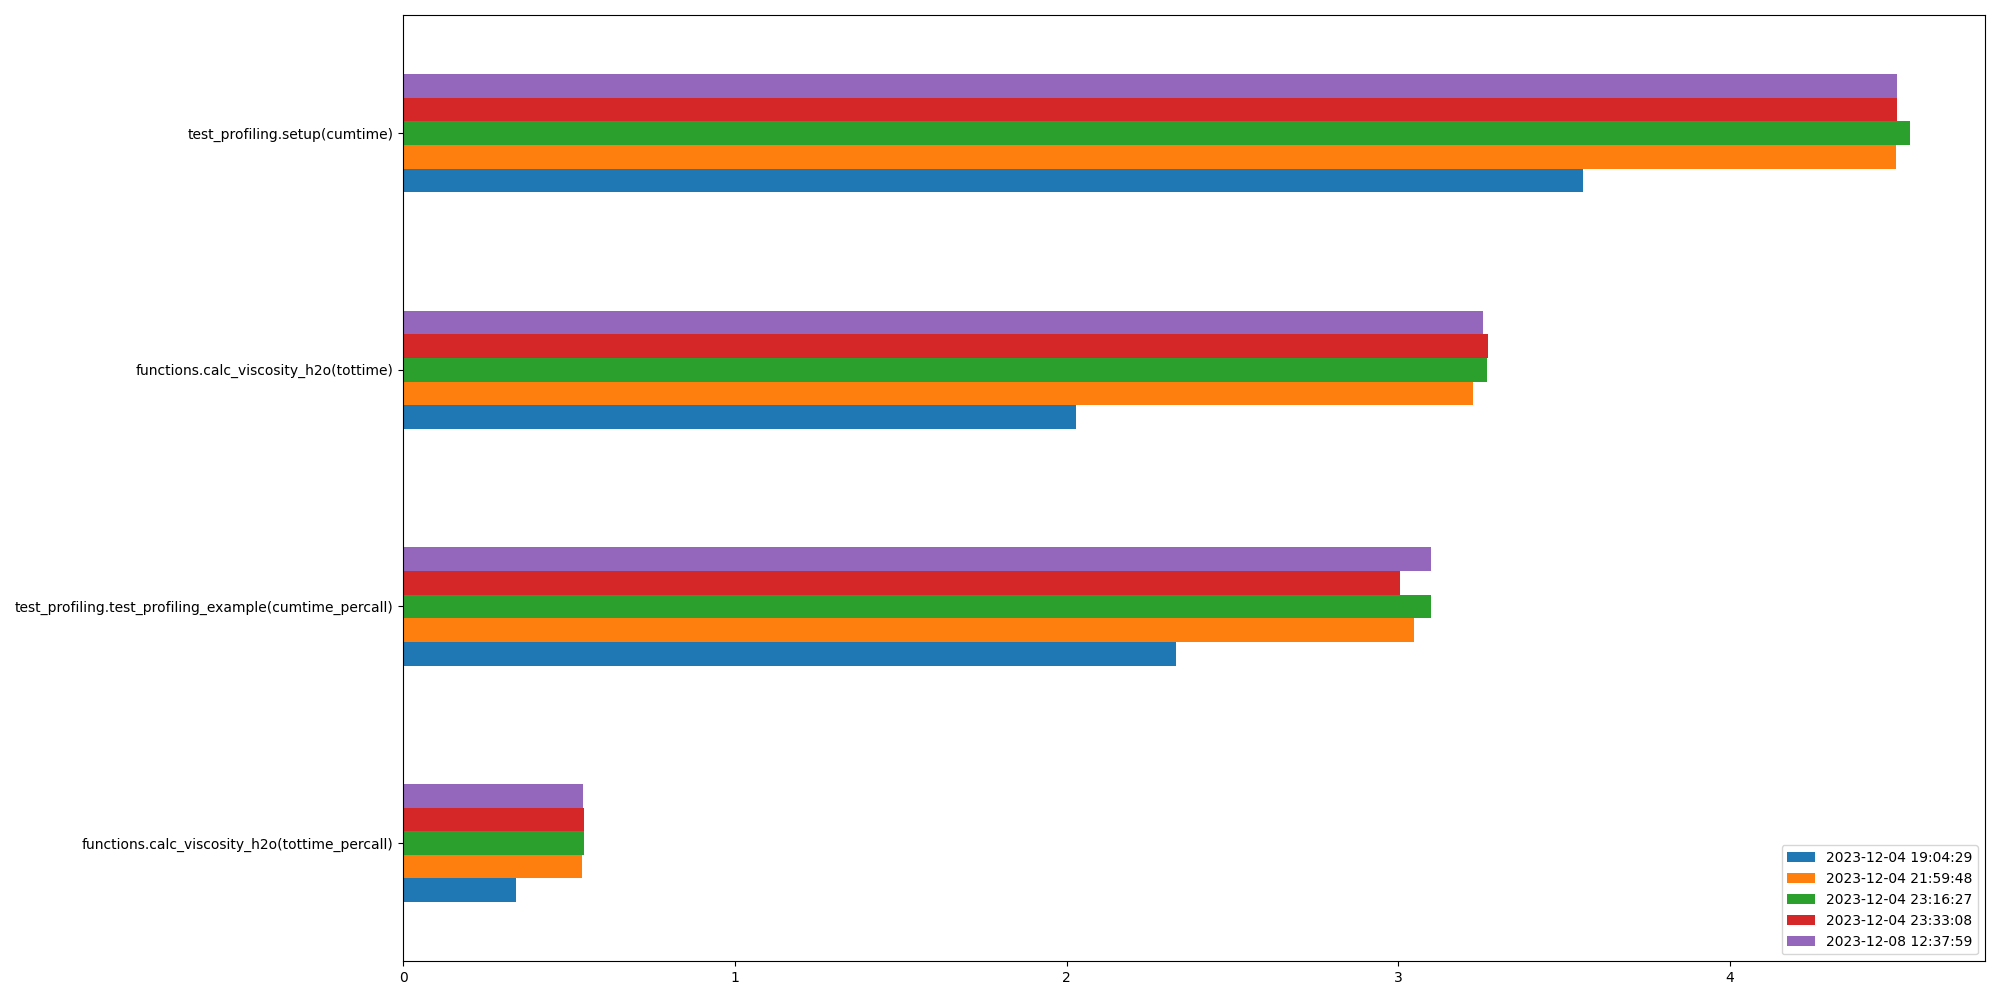 test_profiling.setup(cumtime)
functions.calc_viscosity_h2o(tottime)
test_profiling.test_profiling_example(cumtime_percall)
functions.calc_viscosity_h2o(tottime_percall)
0 1 2 3 4
2023-12-04 19:04:29
2023-12-04 21:59:48
2023-12-04 23:16:27
2023-12-04 23:33:08
2023-12-08 12:37:59